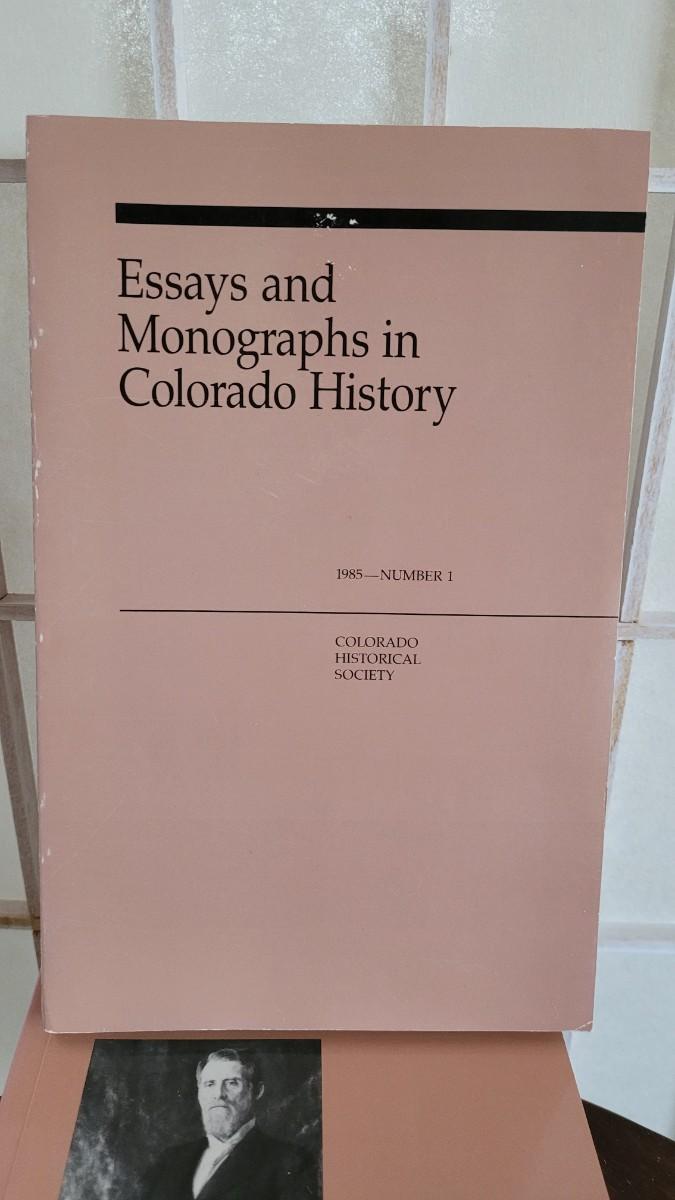 Essays and
Monographs in
Colorado History
1985—NUMBER 1
COLORADO
HISTORICAL
SOCIETY